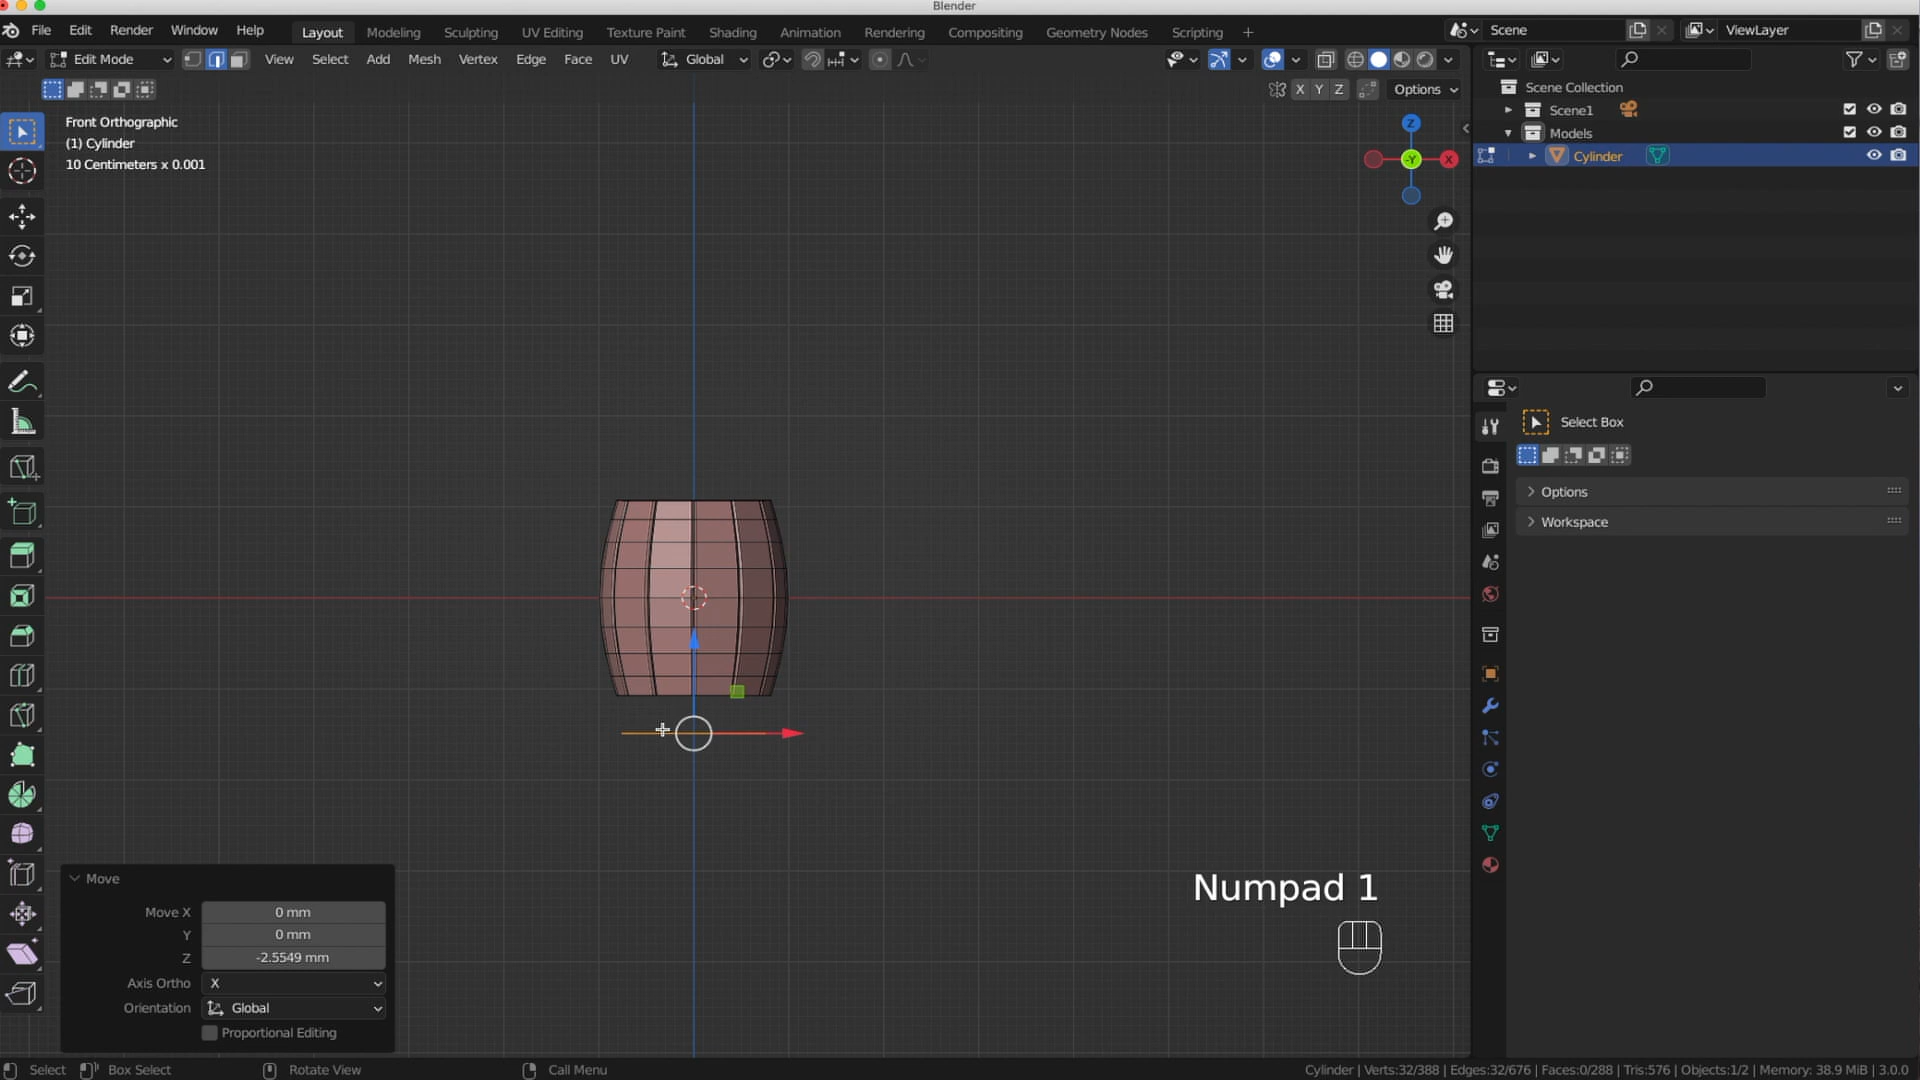 Blender
File Edit Render Window Help Layout Modeling Sculpting UV Editing Texture Paint Shading Animation Rendering Compositing Geometry Nodes Scripting + Scene ViewLayer
Edit Mode View Select Add Mesh Vertex Edge Face UV Global
X Y Z Options
Front Orthographic
(1) Cylinder
10 Centimeters x 0.001
Z
-Y
X
Scene Collection
Scene1
Models
Cylinder
Select Box
Options
Workspace
Numpad 1
Move
Move X 0 mm
Y 0 mm
Z -2.5549 mm
Axis Ortho X
Orientation Global
Proportional Editing
Select Box Select Rotate View Call Menu Cylinder | Verts:32/388 | Edges:32/676 | Faces:0/288 | Tris:576 | Objects:1/2 | Memory: 38.9 MiB | 3.0.0